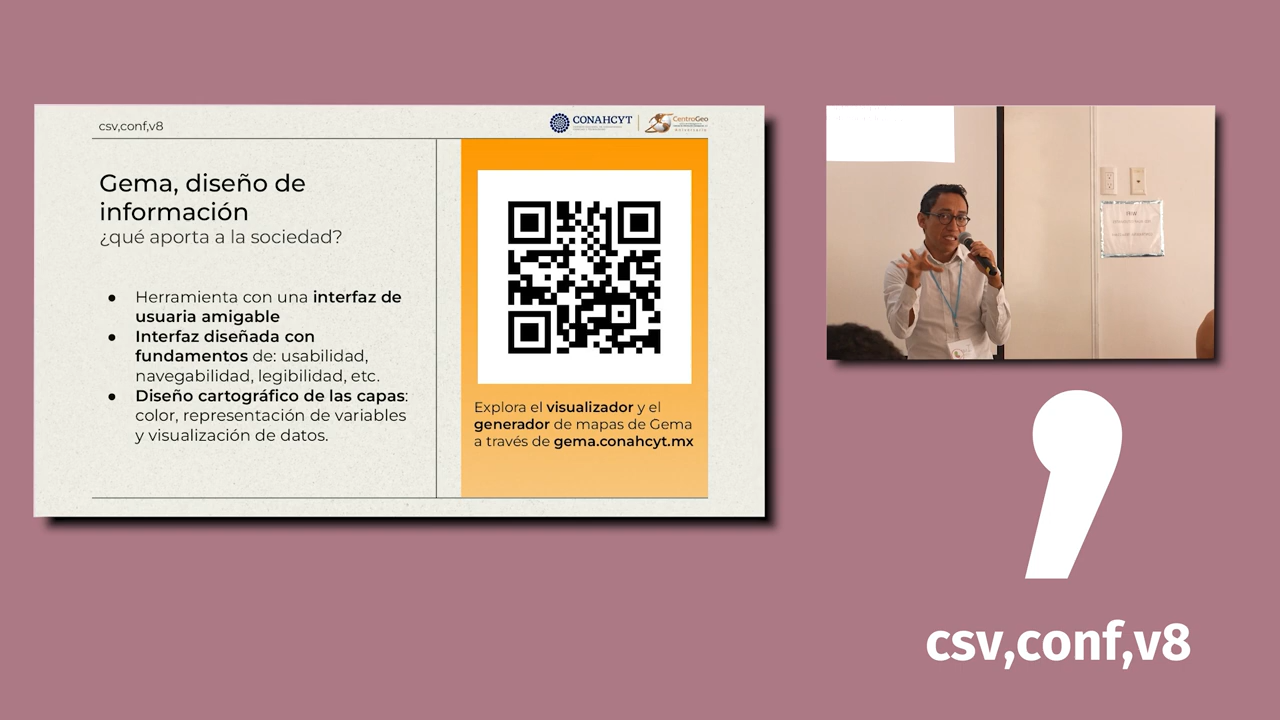 csv,conf,v8
CONAHCYT
CentroGeo
Gema, diseño de
información
¿qué aporta a la sociedad?
● Herramienta con una interfaz de
usuaria amigable
● Interfaz diseñada con
fundamentos de: usabilidad,
navegabilidad, legibilidad, etc.
● Diseño cartográfico de las capas:
color, representación de variables
y visualización de datos.
Explora el visualizador y el
generador de mapas de Gema
a través de gema.conahcyt.mx
,
csv,conf,v8